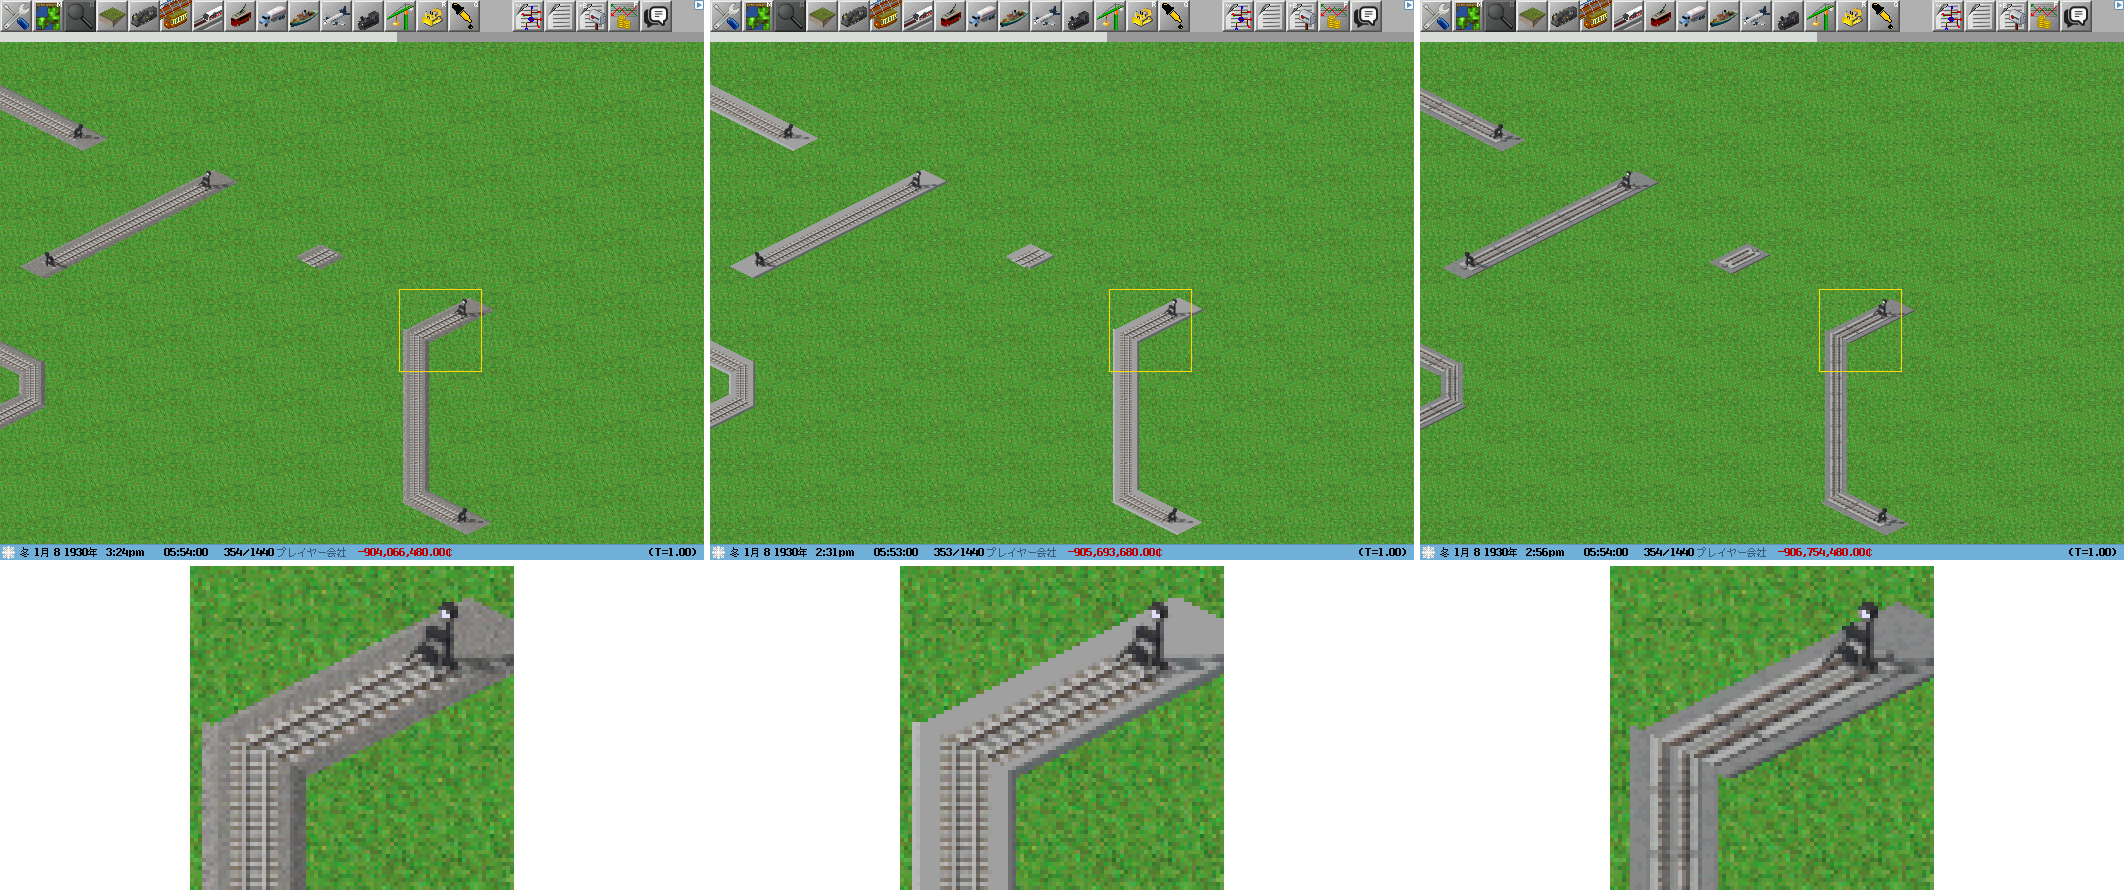 冬 1月 8 1930年 3:24pm 05:54:00 354/1440 プレイヤー会社 -904,066,480.00¢ (T=1.00)
冬 1月 8 1930年 2:31pm 05:53:00 353/1440 プレイヤー会社 -905,693,680.00¢ (T=1.00)
冬 1月 8 1930年 2:56pm 05:54:00 354/1440 プレイヤー会社 -906,754,480.00¢ (T=1.00)